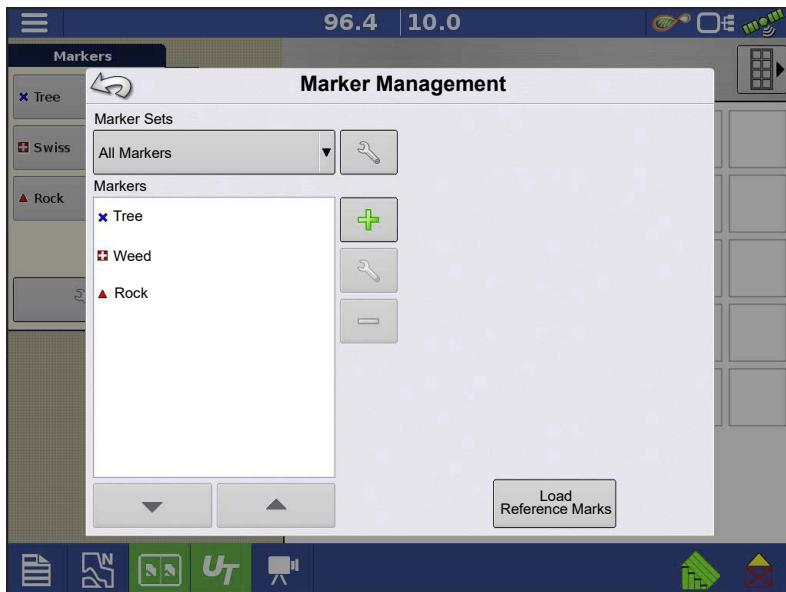 96.4 10.0
Markers
Marker Management
Tree
Swiss
Rock
Marker Sets
All Markers
Markers
Tree
Weed
Rock
Load
Reference Marks
N
UT